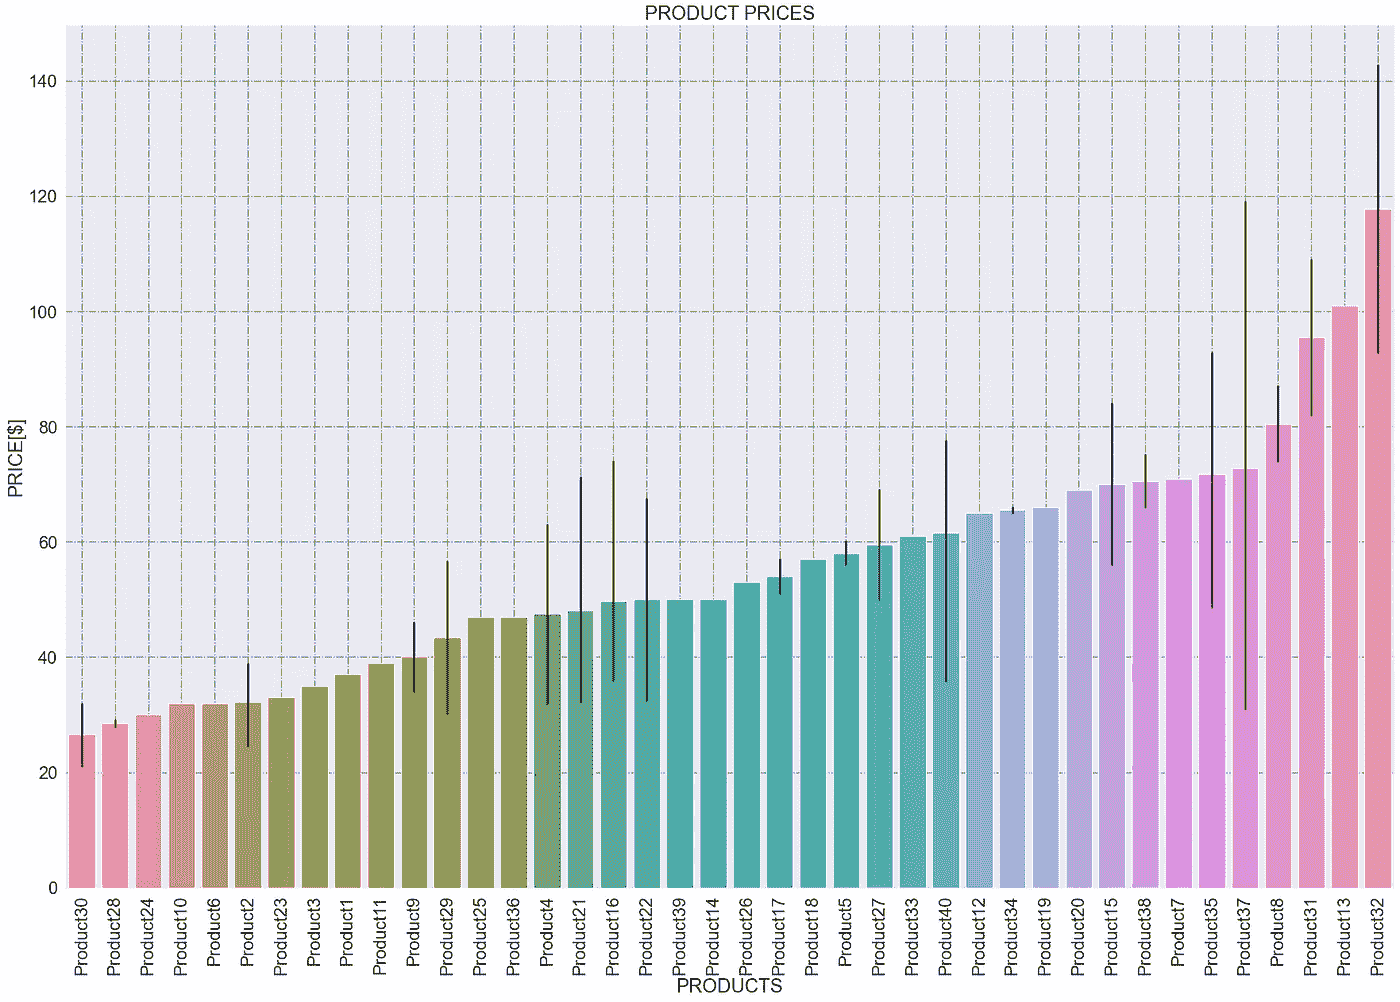 PRODUCT PRICES
PRICE[$]
140
120
100
80
60
40
20
0
Product30
Product28
Product24
Product10
Product6
Product2
Product23
Product3
Product1
Product11
Product9
Product29
Product25
Product36
Product4
Product21
Product16
Product22
Product39
Product14
Product26
Product17
Product18
Product5
Product27
Product33
Product40
Product12
Product34
Product19
Product20
Product15
Product38
Product7
Product35
Product37
Product8
Product31
Product13
Product32
PRODUCTS